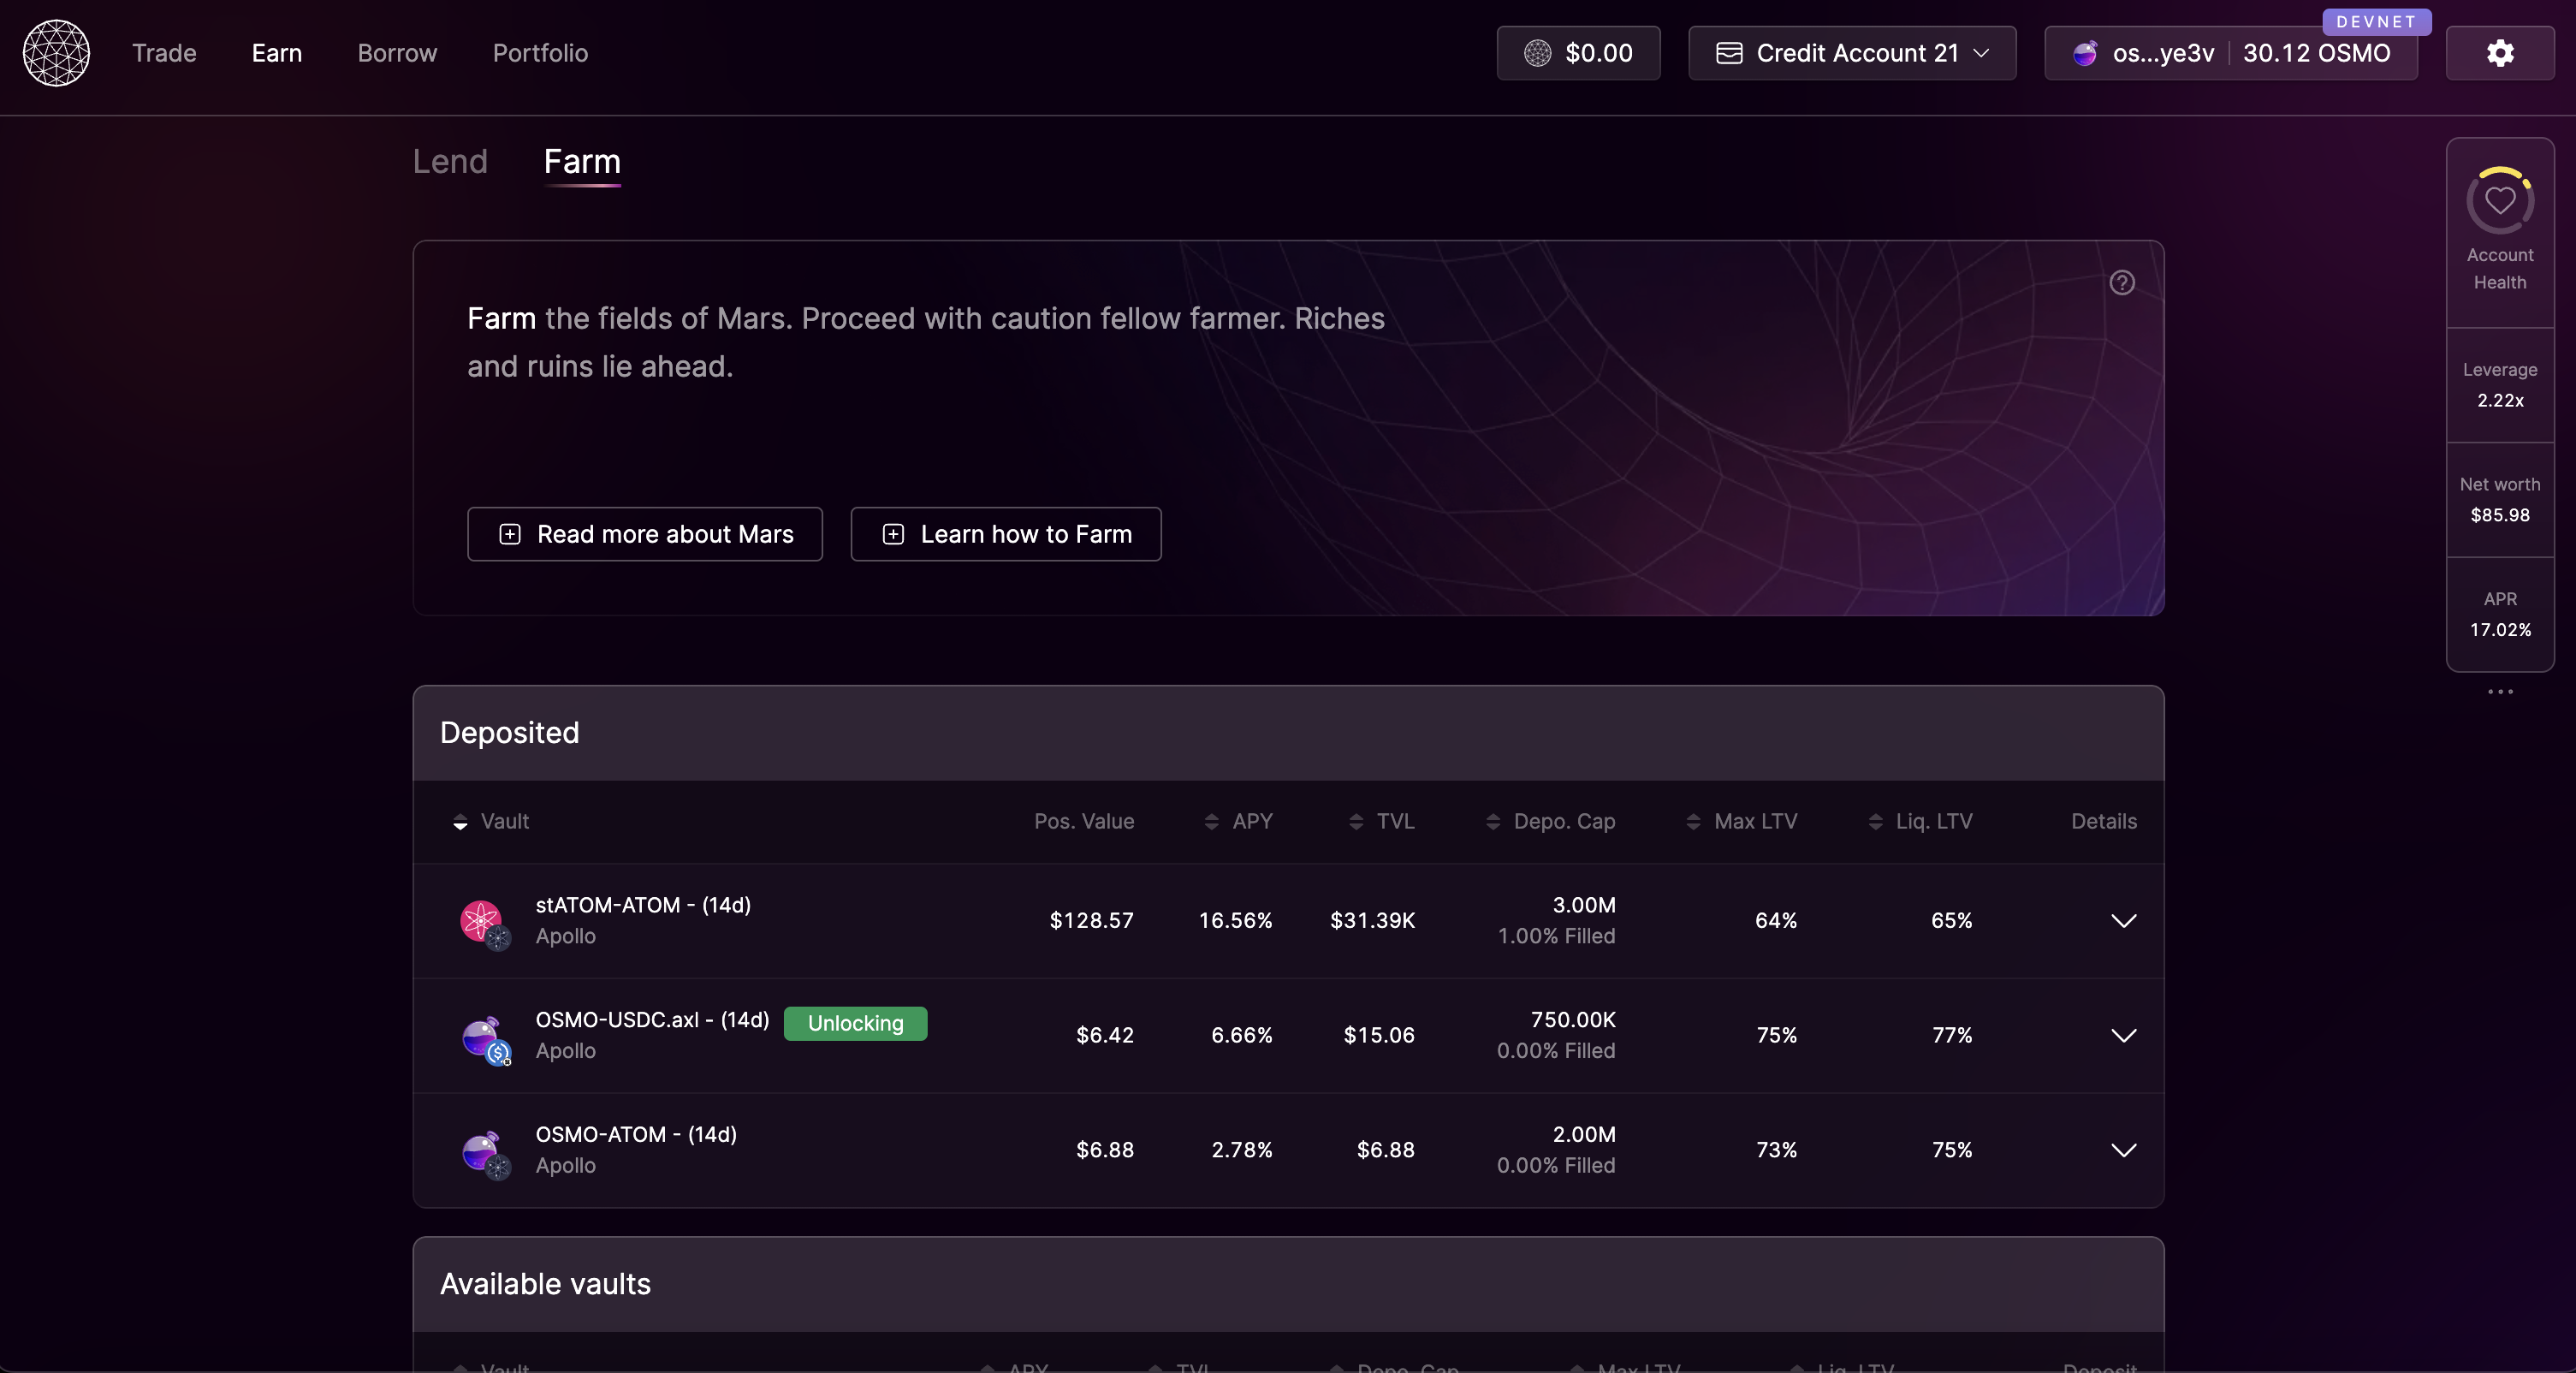 DEVNET
Trade Earn Borrow Portfolio $0.00 Credit Account 21 os...ye3v 30.12 OSMO
Lend Farm
Farm the fields of Mars. Proceed with caution fellow farmer. Riches
and ruins lie ahead.
Read more about Mars Learn how to Farm
Account
Health
Leverage
2.22x
Net worth
$85.98
APR
17.02%
Deposited
Vault Pos. Value APY TVL Depo. Cap Max LTV Liq. LTV Details
stATOM-ATOM - (14d)
Apollo
$128.57 16.56% $31.39K
3.00M
1.00% Filled
64% 65%
OSMO-USDC.axl - (14d) Unlocking
Apollo
$6.42 6.66% $15.06
750.00K
0.00% Filled
75% 77%
OSMO-ATOM - (14d)
Apollo
$6.88 2.78% $6.88
2.00M
0.00% Filled
73% 75%
Available vaults
Vault APY TVL Depo. Cap Max LTV Liq. LTV Deposit